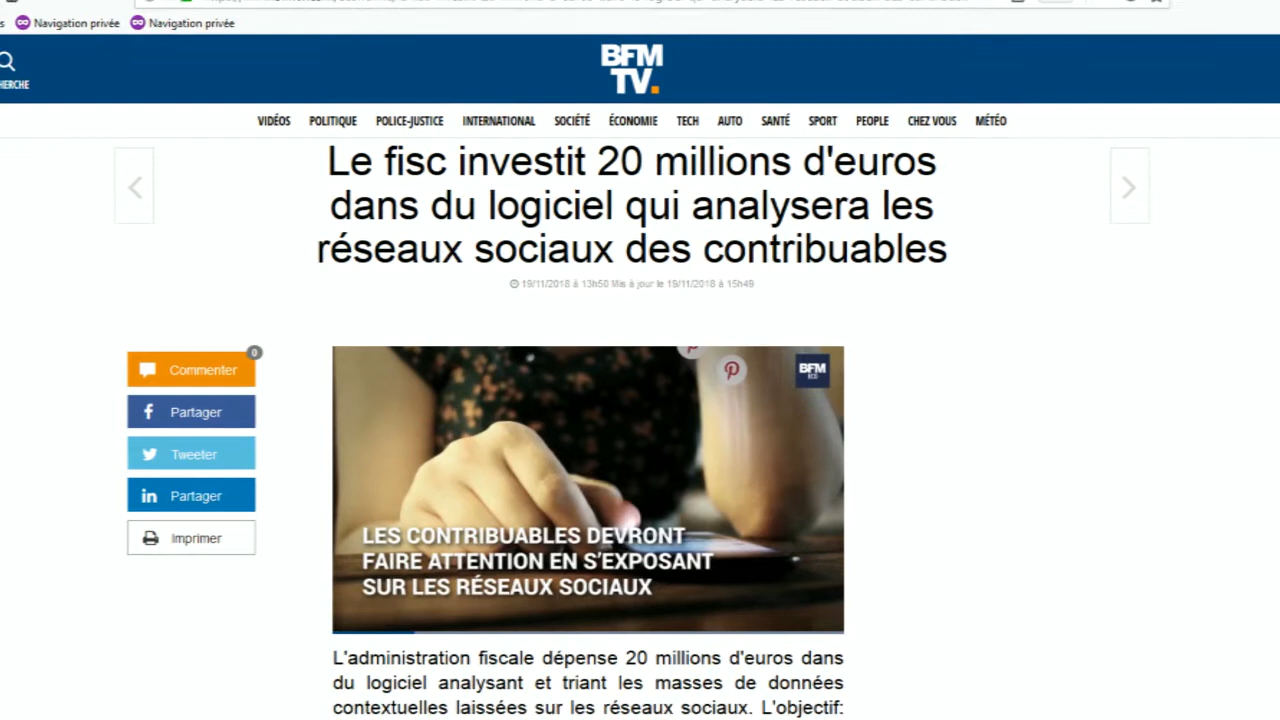 Navigation privée Navigation privée
BFM
TV.
HERCHE
VIDÉOS POLITIQUE POLICE-JUSTICE INTERNATIONAL SOCIÉTÉ ÉCONOMIE TECH AUTO SANTÉ SPORT PEOPLE CHEZ VOUS MÉTÉO
Le fisc investit 20 millions d'euros
dans du logiciel qui analysera les
réseaux sociaux des contribuables
19/11/2018 à 13h50 Mis à jour le 19/11/2018 à 15h49
0
Commenter
Partager
Tweeter
Partager
Imprimer
BFM
ECO
LES CONTRIBUABLES DEVRONT
FAIRE ATTENTION EN S'EXPOSANT
SUR LES RÉSEAUX SOCIAUX
L'administration fiscale dépense 20 millions d'euros dans
du logiciel analysant et triant les masses de données
contextuelles laissées sur les réseaux sociaux. L'objectif: